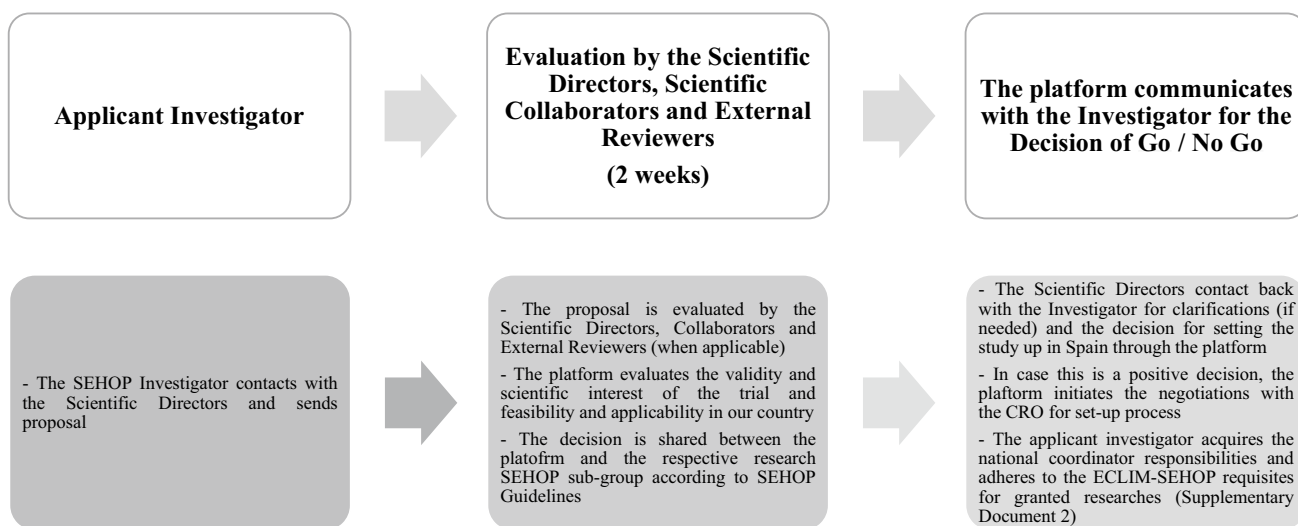 Applicant Investigator
Evaluation by the Scientific
Directors, Scientific
Collaborators and External
Reviewers
(2 weeks)
The platform communicates
with the Investigator for the
Decision of Go / No Go
- The SEHOP Investigator contacts with
the Scientific Directors and sends
proposal
- The proposal is evaluated by the
Scientific Directors, Collaborators and
External Reviewers (when applicable)
- The platform evaluates the validity and
scientific interest of the trial and
feasibility and applicability in our country
- The decision is shared between the
platofrm and the respective research
SEHOP sub-group according to SEHOP
Guidelines
- The Scientific Directors contact back
with the Investigator for clarifications (if
needed) and the decision for setting the
study up in Spain through the platform
- In case this is a positive decision, the
plaform initiates the negotiations with
the CRO for set-up process
- The applicant investigator acquires the
national coordinator responsibilities and
adheres to the ECLIM-SEHOP requisites
for granted researches (Supplementary
Document 2)